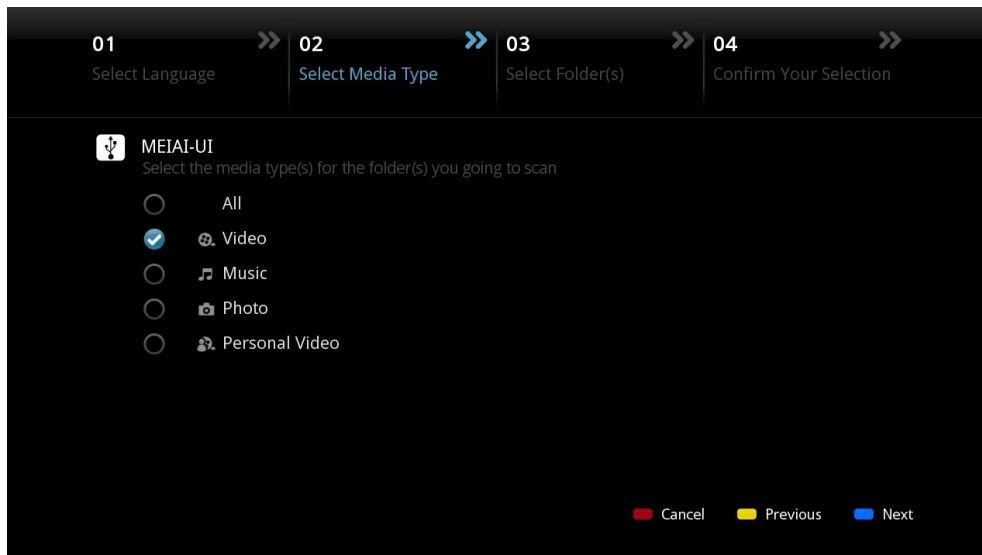 01
Select Language
02
Select Media Type
03
Select Folder(s)
04
Confirm Your Selection
MEIAI-UI
Select the media type(s) for the folder(s) you going to scan
All
Video
Music
Photo
Personal Video
Cancel
Previous
Next